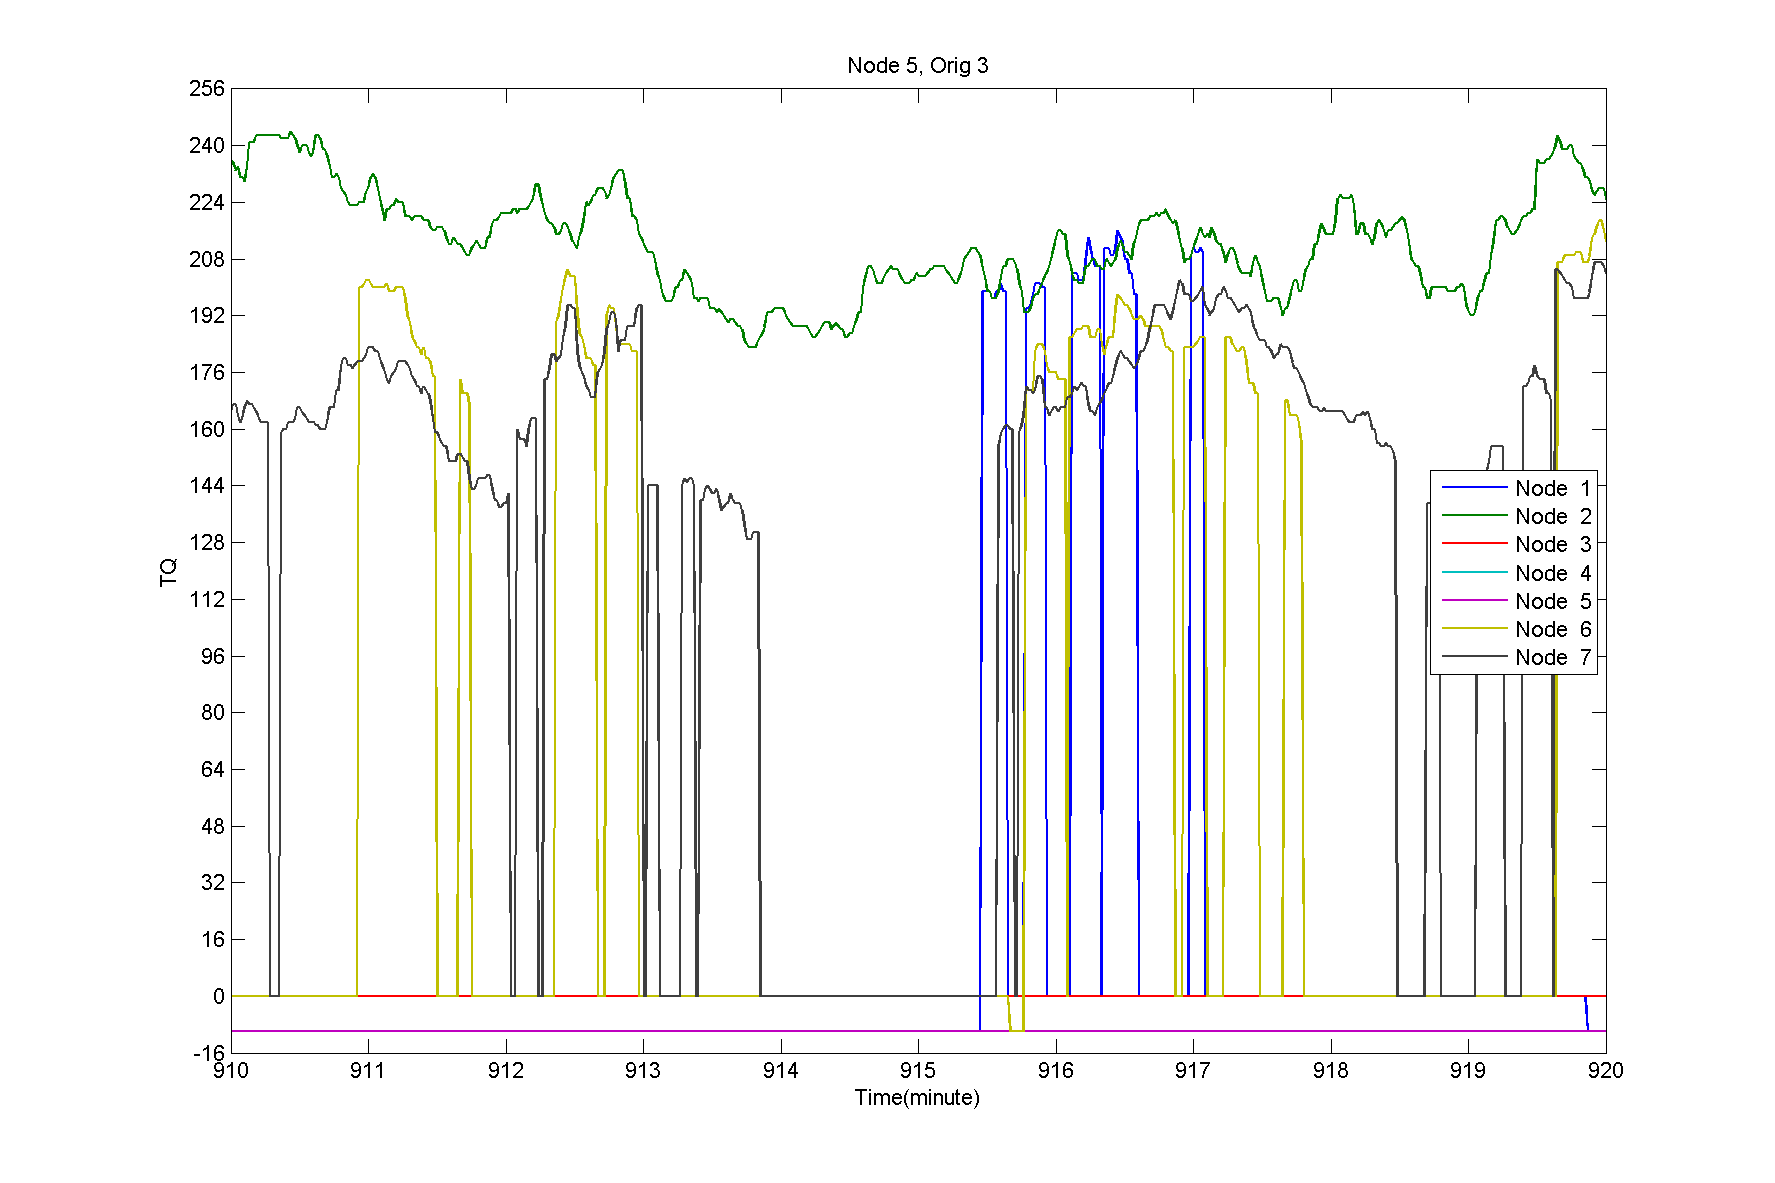 Node 5, Orig 3
256
240
224
208
192
176
160
144
128
112
96
80
64
48
32
16
0
-16
TQ
Node 1
Node 2
Node 3
Node 4
Node 5
Node 6
Node 7
910 911 912 913 914 915 916 917 918 919 920
Time(minute)